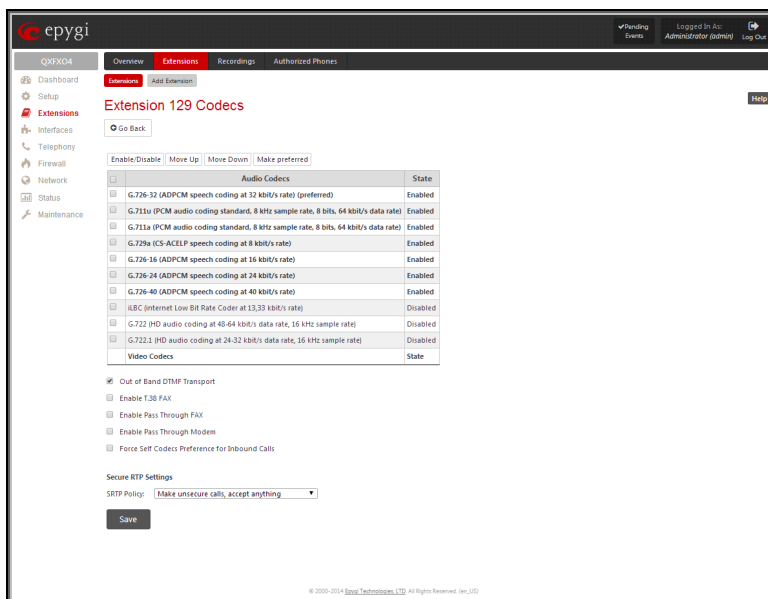 epygi
✔Pending
Events
Logged In As:
Administrator (admin)
Log Out
QXFXO4
Overview
Extensions
Recordings
Authorized Phones
Dashboard
Setup
Extensions
Interfaces
Telephony
Firewall
Network
Status
Maintenance
Extensions
Add Extension
Help
Extension 129 Codecs
Go Back
Enable/Disable
Move Up
Move Down
Make preferred
Audio Codecs
State
G.726-32 (ADPCM speech coding at 32 kbit/s rate) (preferred) Enabled
G.711u (PCM audio coding standard, 8 kHz sample rate, 8 bits, 64 kbit/s data rate) Enabled
G.711a (PCM audio coding standard, 8 kHz sample rate, 8 bits, 64 kbit/s data rate) Enabled
G.729a (CS-ACELP speech coding at 8 kbit/s rate) Enabled
G.726-16 (ADPCM speech coding at 16 kbit/s rate) Enabled
G.726-24 (ADPCM speech coding at 24 kbit/s rate) Enabled
G.726-40 (ADPCM speech coding at 40 kbit/s rate) Enabled
iLBC (internet Low Bit Rate Coder at 13,33 kbit/s rate) Disabled
G.722 (HD audio coding at 48-64 kbit/s data rate, 16 kHz sample rate) Disabled
G.722.1 (HD audio coding at 24-32 kbit/s data rate, 16 kHz sample rate) Disabled
Video Codecs State
Out of Band DTMF Transport
Enable T.38 FAX
Enable Pass Through FAX
Enable Pass Through Modem
Force Self Codecs Preference for Inbound Calls
Secure RTP Settings
SRTP Policy: Make unsecure calls, accept anything
Save
© 2000-2014 Epygi Technologies, LTD. All Rights Reserved. (en_US)